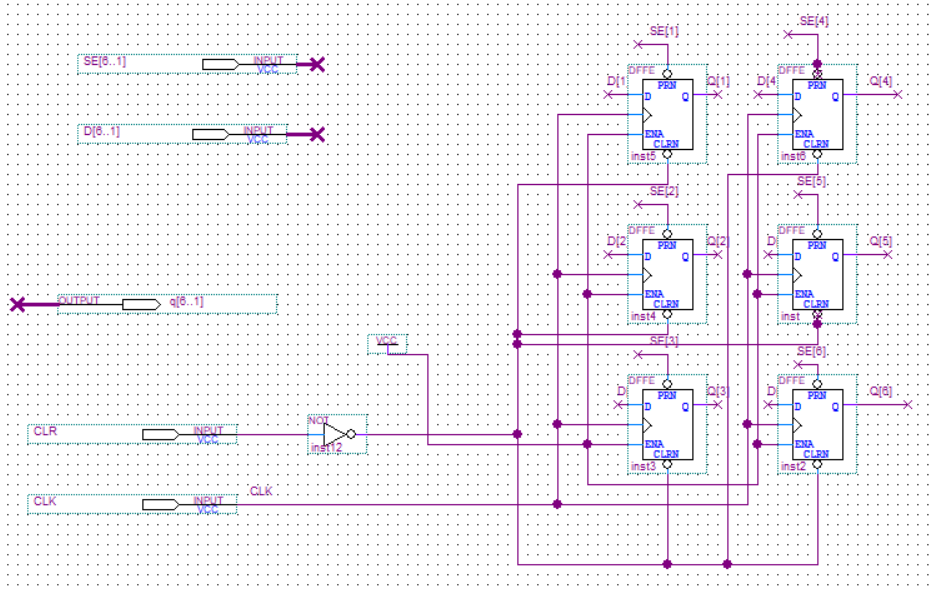 SE[6..1]
INPUT
VCC
D[6..1]
INPUT
VCC
OUTPUT
q[6..1]
VCC
CLR
INPUT
VCC
NOT
inst12
CLK
INPUT
VCC
CLK
SE[1]
DFFE
D[1
Q[1]
PRN
D
Q
ENA
CLRN
inst5
SE[4]
DFFE
D[4
Q[4]
PRN
D
Q
ENA
CLRN
inst6
SE[2]
DFFE
D[2
Q[2]
PRN
D
Q
ENA
CLRN
inst4
SE[5]
DFFE
D
Q[5]
PRN
D
Q
ENA
CLRN
inst
SE[3]
DFFE
D
Q[3]
PRN
D
Q
ENA
CLRN
inst3
SE[6]
DFFE
D
Q[6]
PRN
D
Q
ENA
CLRN
inst2